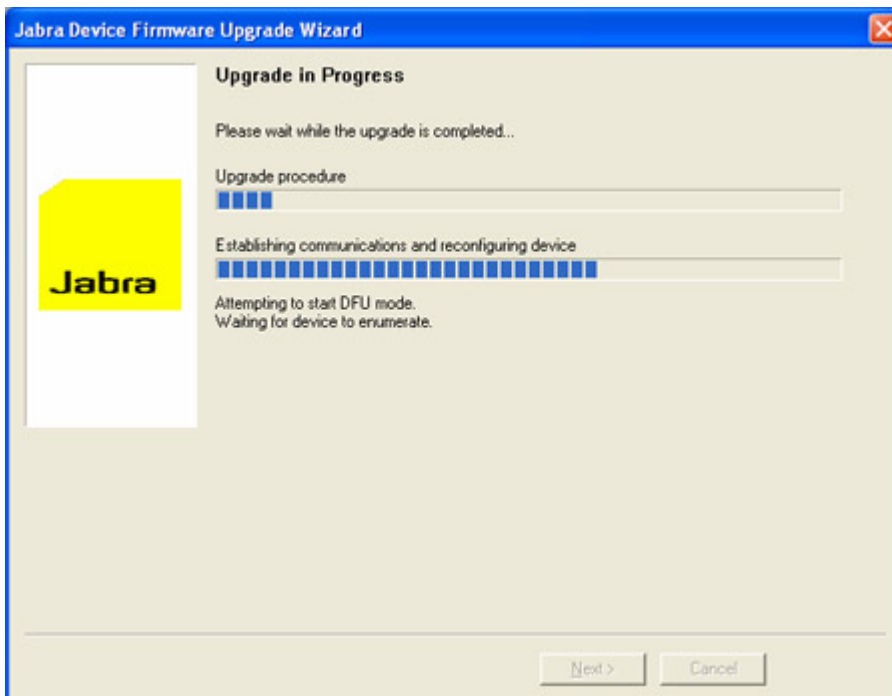 Jabra Device Firmware Upgrade Wizard
Upgrade in Progress
Please wait while the upgrade is completed...
Upgrade procedure
Establishing communications and reconfiguring device
Jabra
Attempting to start DFU mode.
Waiting for device to enumerate.
Next >
Cancel